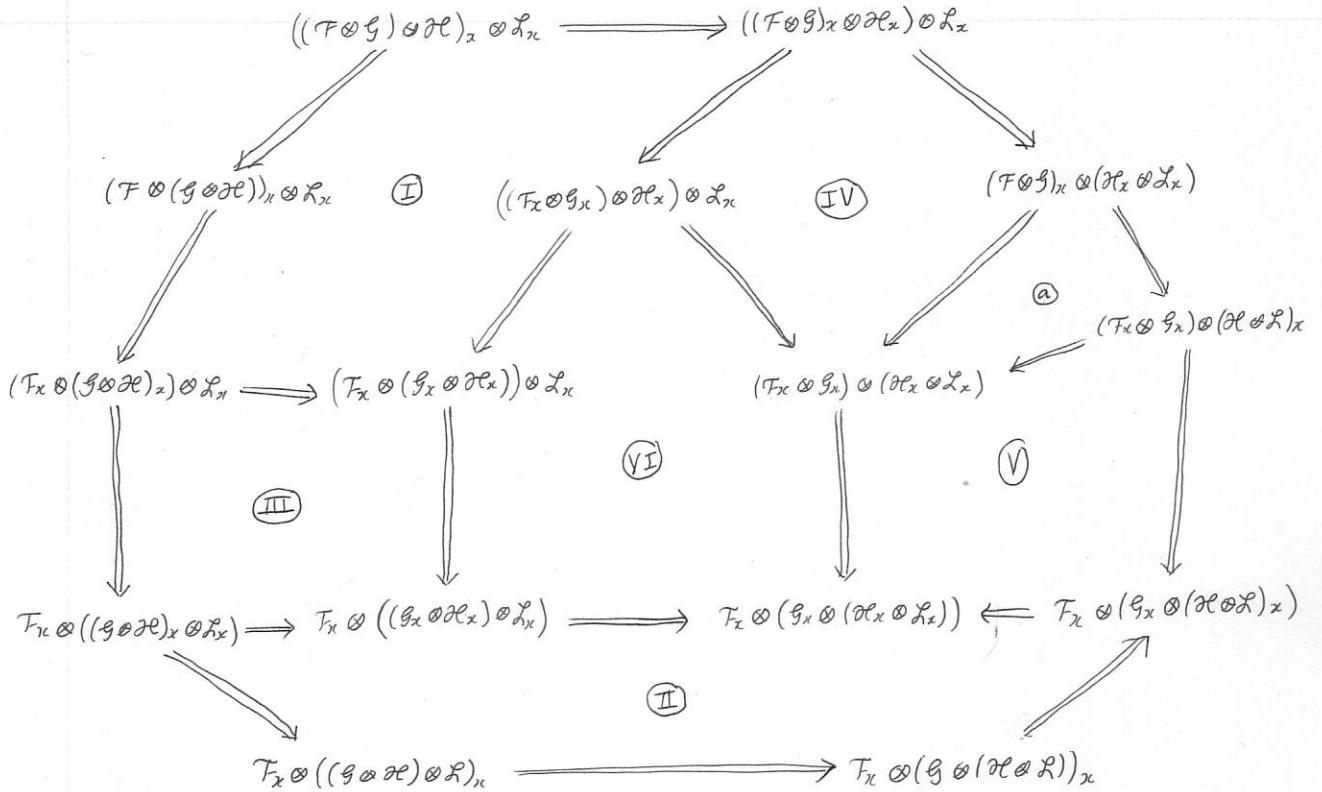 ((ℱ⊗𝒢)⊗ℋ)ₓ ⊗ ℒₓ ⟹ ((ℱ⊗𝒢)ₓ ⊗ ℋₓ) ⊗ ℒₓ
(ℱ⊗(𝒢⊗ℋ))ₓ ⊗ ℒₓ Ⅰ ((ℱₓ⊗𝒢ₓ)⊗ℋₓ) ⊗ ℒₓ ⅠⅤ (ℱ⊗𝒢)ₓ ⊗ (ℋₓ⊗ℒₓ)
ⓐ
(ℱₓ⊗𝒢ₓ)⊗(ℋ⊗ℒ)ₓ
(ℱₓ⊗(𝒢⊗ℋ)ₓ)⊗ℒₓ ⟹ (ℱₓ⊗(𝒢ₓ⊗ℋₓ))⊗ℒₓ (ℱₓ⊗𝒢ₓ)⊗(ℋₓ⊗ℒₓ)
ⅤⅠ Ⅴ
ⅠⅠⅠ
ℱₓ⊗((𝒢⊗ℋ)ₓ⊗ℒₓ) ⟹ ℱₓ⊗((𝒢ₓ⊗ℋₓ)⊗ℒₓ) ⟹ ℱₓ⊗(𝒢ₓ⊗(ℋₓ⊗ℒₓ)) ⟸ ℱₓ⊗(𝒢ₓ⊗(ℋ⊗ℒ)ₓ)
ⅠⅠ
ℱₓ⊗((𝒢⊗ℋ)⊗ℒ)ₓ ⟹ ℱₓ⊗(𝒢⊗(ℋ⊗ℒ))ₓ